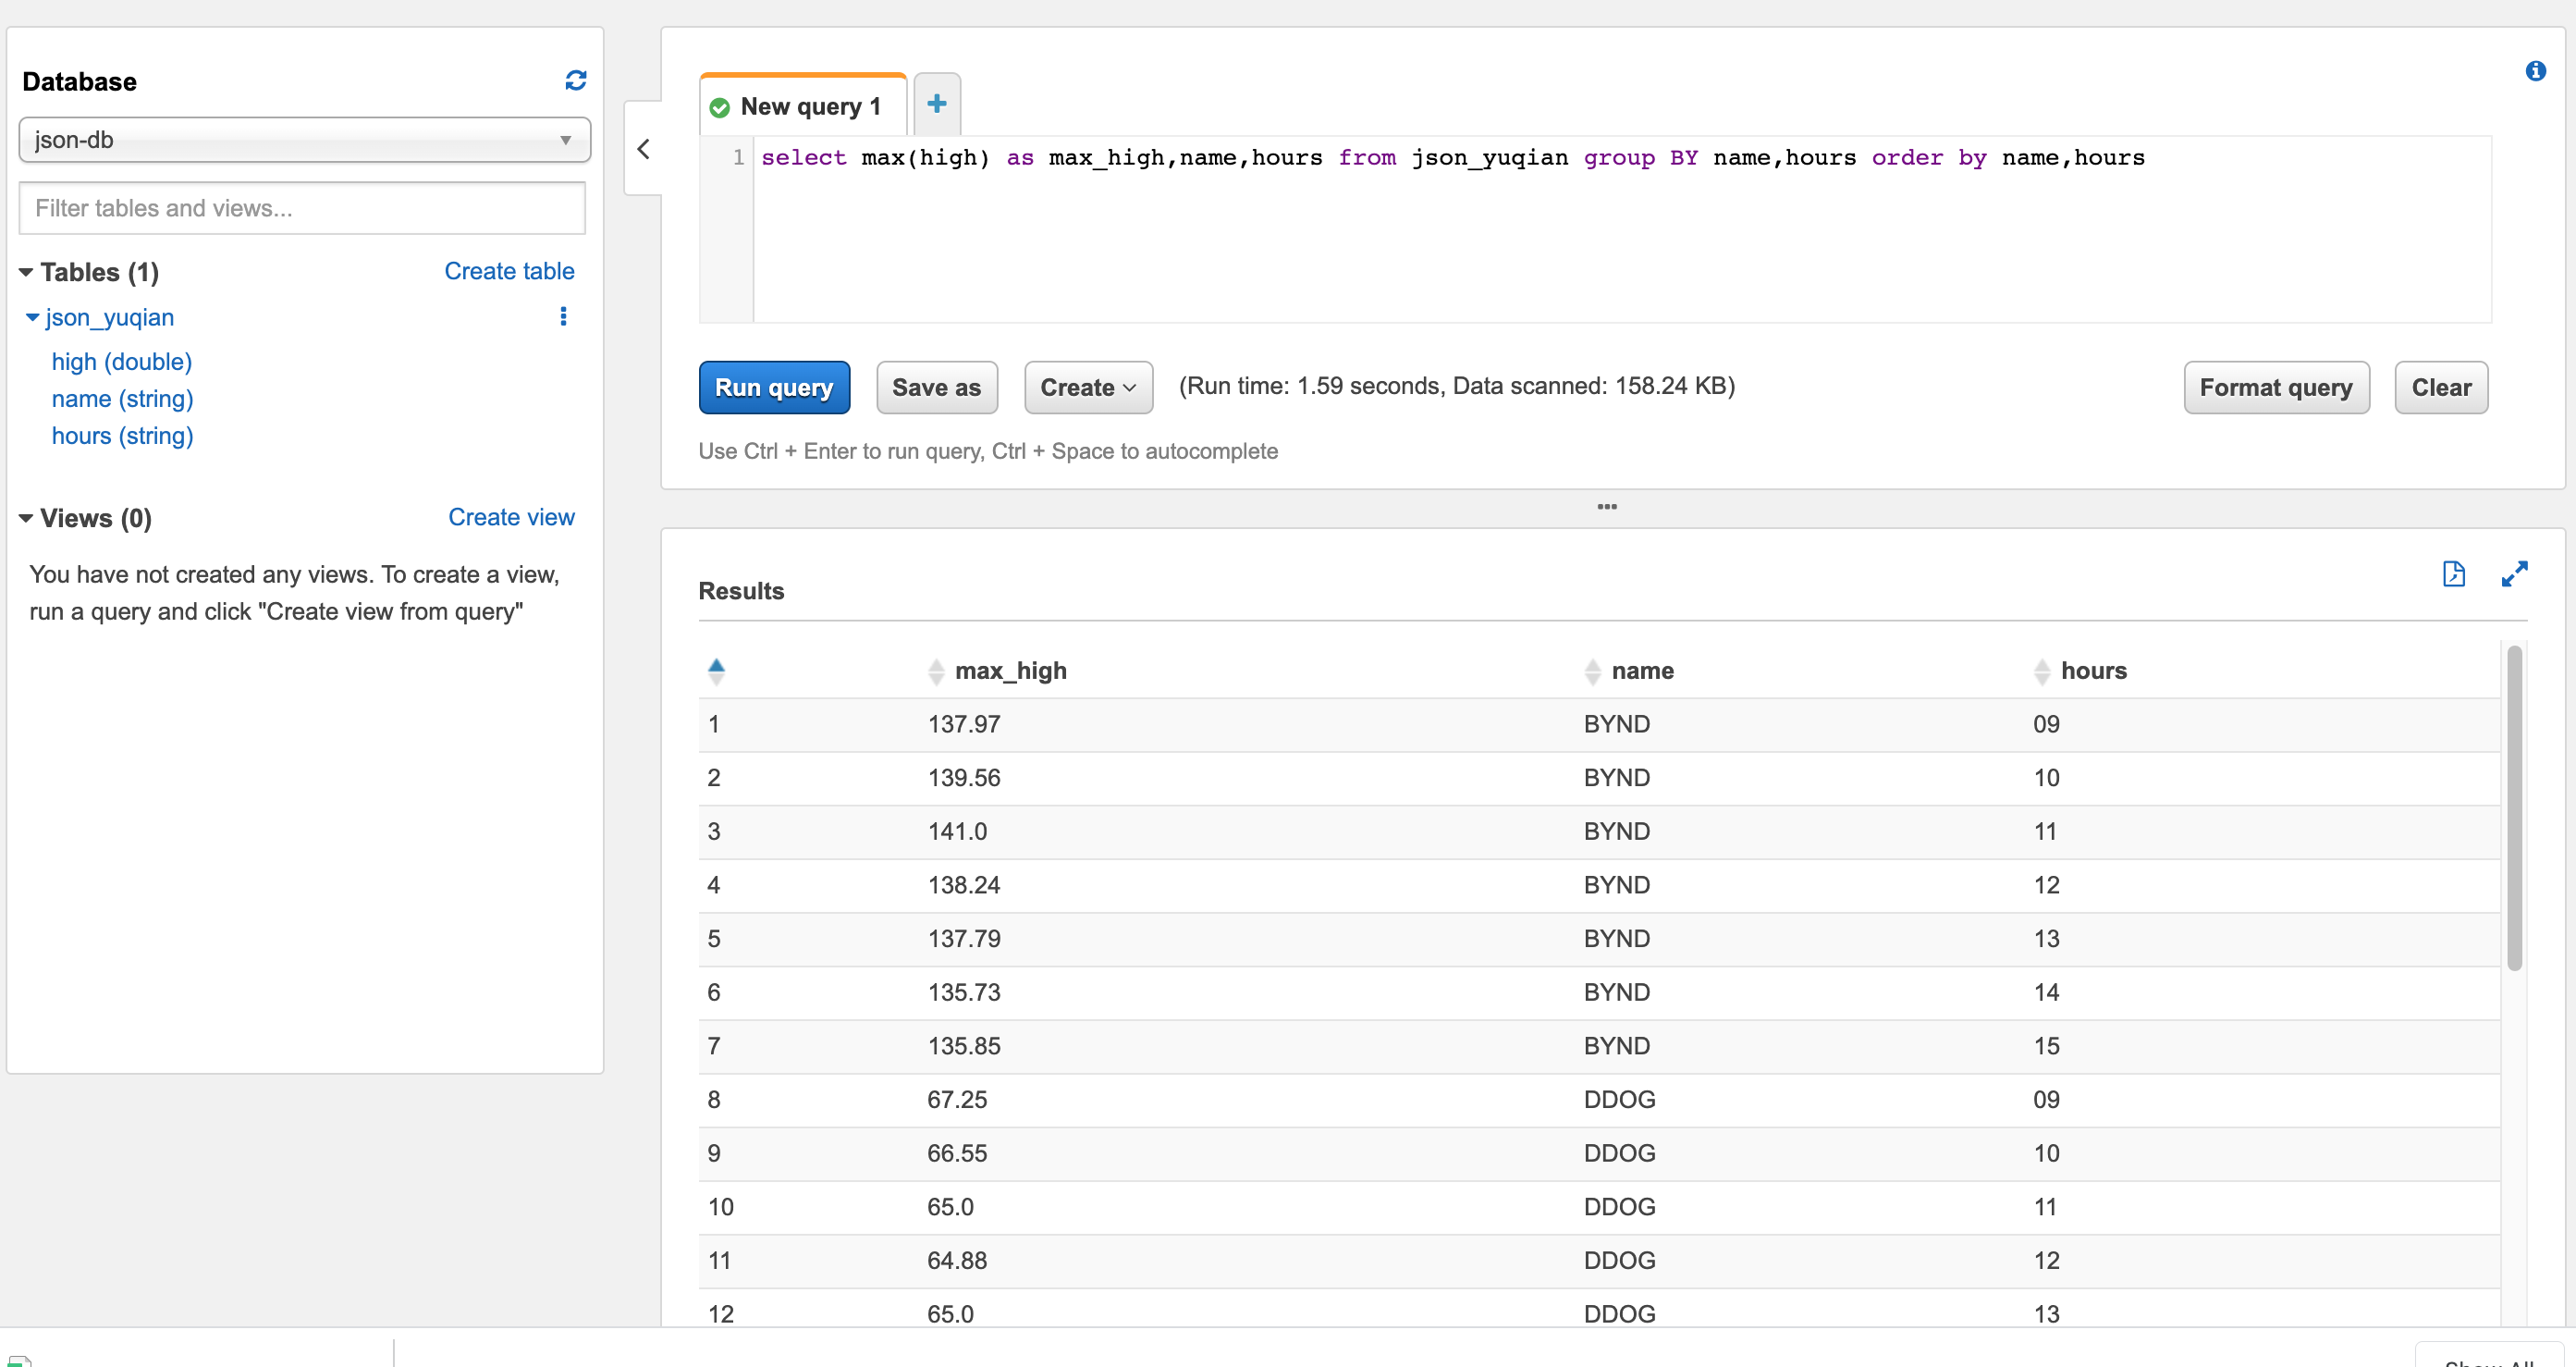 Database
json-db
Filter tables and views...
Tables (1) Create table
json_yuqian
high (double)
name (string)
hours (string)
Views (0) Create view
You have not created any views. To create a view,
run a query and click "Create view from query"
New query 1
1 select max(high) as max_high,name,hours from json_yuqian group BY name,hours order by name,hours
Run query Save as Create (Run time: 1.59 seconds, Data scanned: 158.24 KB) Format query Clear
Use Ctrl + Enter to run query, Ctrl + Space to autocomplete
Results
max_high name hours
1 137.97 BYND 09
2 139.56 BYND 10
3 141.0 BYND 11
4 138.24 BYND 12
5 137.79 BYND 13
6 135.73 BYND 14
7 135.85 BYND 15
8 67.25 DDOG 09
9 66.55 DDOG 10
10 65.0 DDOG 11
11 64.88 DDOG 12
12 65.0 DDOG 13
Show All